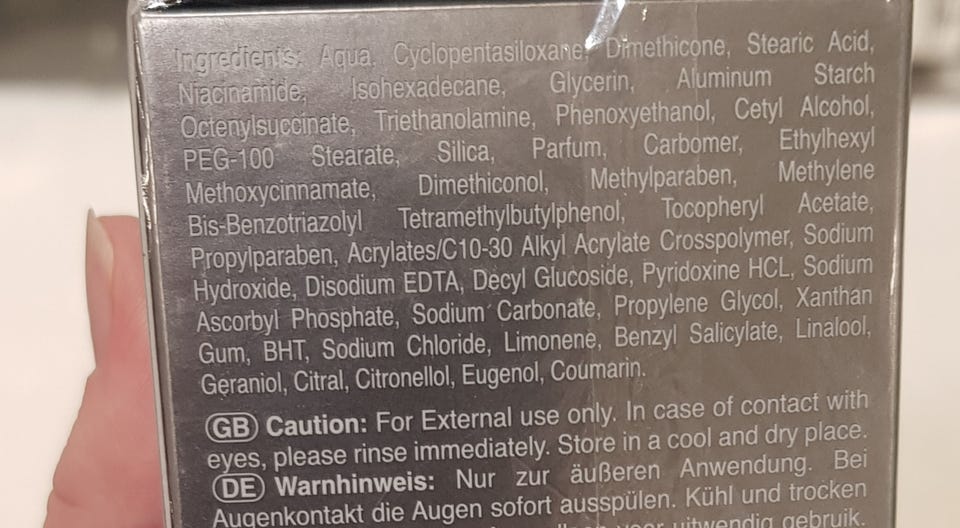 Ingredients: Aqua, Cyclopentasiloxane, Dimethicone, Stearic Acid,
Niacinamide, Isohexadecane, Glycerin, Aluminum Starch
Octenylsuccinate, Triethanolamine, Phenoxyethanol, Cetyl Alcohol,
PEG-100 Stearate, Silica, Parfum, Carbomer, Ethylhexyl
Methoxycinnamate, Dimethiconol, Methylparaben, Methylene
Bis-Benzotriazolyl Tetramethylbutylphenol, Tocopheryl Acetate,
Propylparaben, Acrylates/C10-30 Alkyl Acrylate Crosspolymer, Sodium
Hydroxide, Disodium EDTA, Decyl Glucoside, Pyridoxine HCL, Sodium
Ascorbyl Phosphate, Sodium Carbonate, Propylene Glycol, Xanthan
Gum, BHT, Sodium Chloride, Limonene, Benzyl Salicylate, Linalool,
Geraniol, Citral, Citronellol, Eugenol, Coumarin.
GB Caution: For External use only. In case of contact with
eyes, please rinse immediately. Store in a cool and dry place.
DE Warnhinweis: Nur zur äußeren Anwendung. Bei
Augenkontakt die Augen sofort ausspülen. Kühl und trocken
voor uitwendig gebruik.